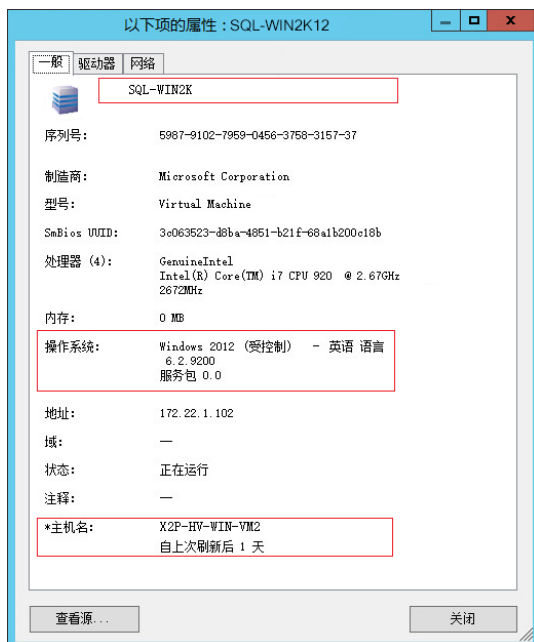 以下项的属性：SQL-WIN2K12
一般 驱动器 网络
SQL-WIN2K
序列号： 5987-9102-7959-0456-3758-3157-37
制造商： Microsoft Corporation
型号： Virtual Machine
SmBios UUID： 3c063523-d8ba-4851-b21f-68a1b200c18b
处理器 (4)： GenuineIntel
Intel(R) Core(TM) i7 CPU 920 @ 2.67GHz
2672MHz
内存： 0 MB
操作系统： Windows 2012 (受控制) - 英语 语言
6.2.9200
服务包 0.0
地址： 172.22.1.102
域： —
状态： 正在运行
注释： —
*主机名： X2P-HV-WIN-VM2
自上次刷新后 1 天
查看源... 关闭